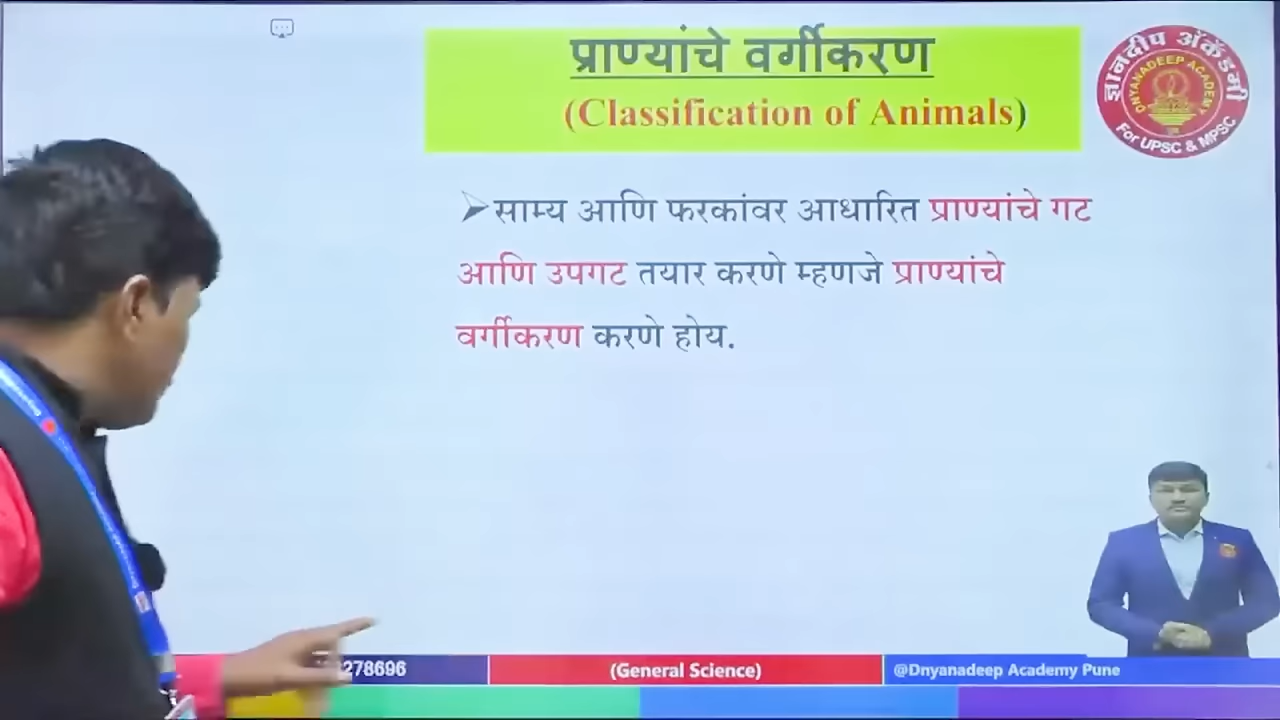 प्राण्यांचे वर्गीकरण
(Classification of Animals)
ज्ञानदीप ॲकॅडमी
DNYANADEEP ACADEMY
For UPSC & MPSC
➤साम्य आणि फरकांवर आधारित प्राण्यांचे गट
आणि उपगट तयार करणे म्हणजे प्राण्यांचे
वर्गीकरण करणे होय.
278696
(General Science)
@Dnyanadeep Academy Pune